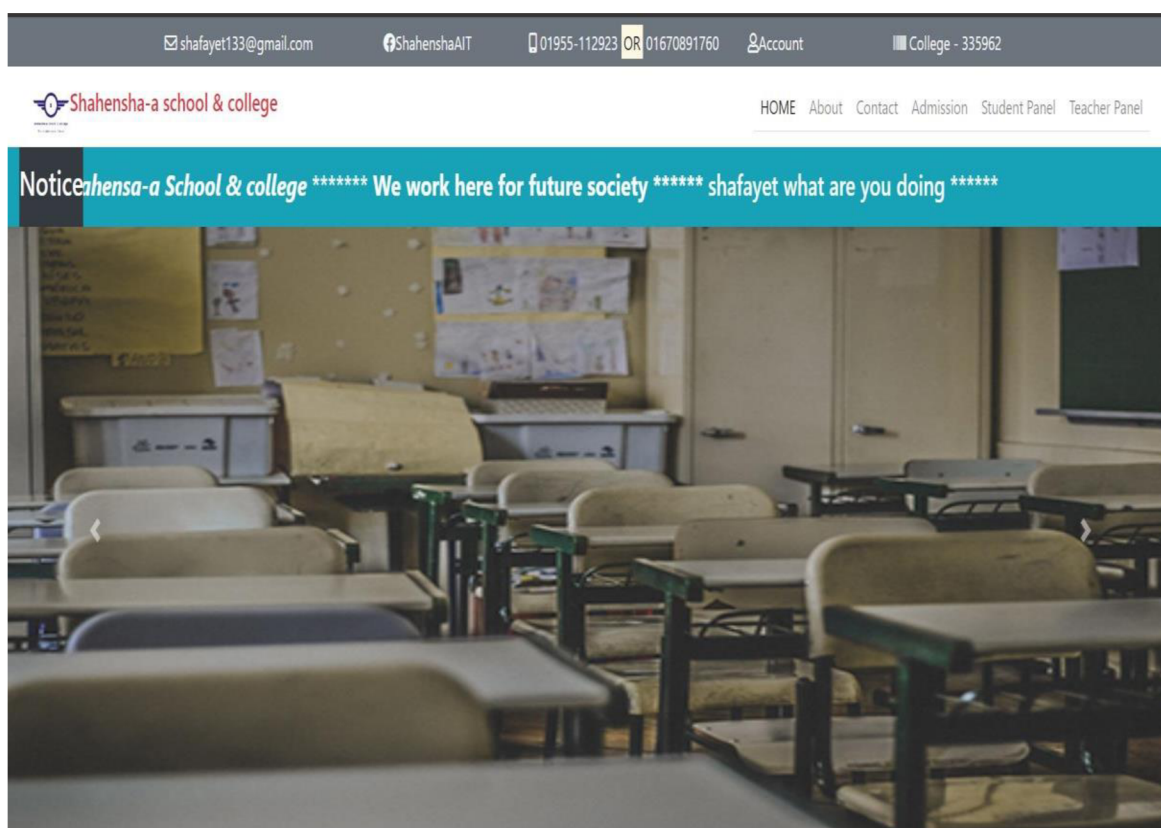 shafayet133@gmail.com ShahenshaAIT 01955-112923 OR 01670891760 Account College - 335962
Shahensha-a school & college
HOME About Contact Admission Student Panel Teacher Panel
Notice ahensa-a School & college ******* We work here for future society ****** shafayet what are you doing ******